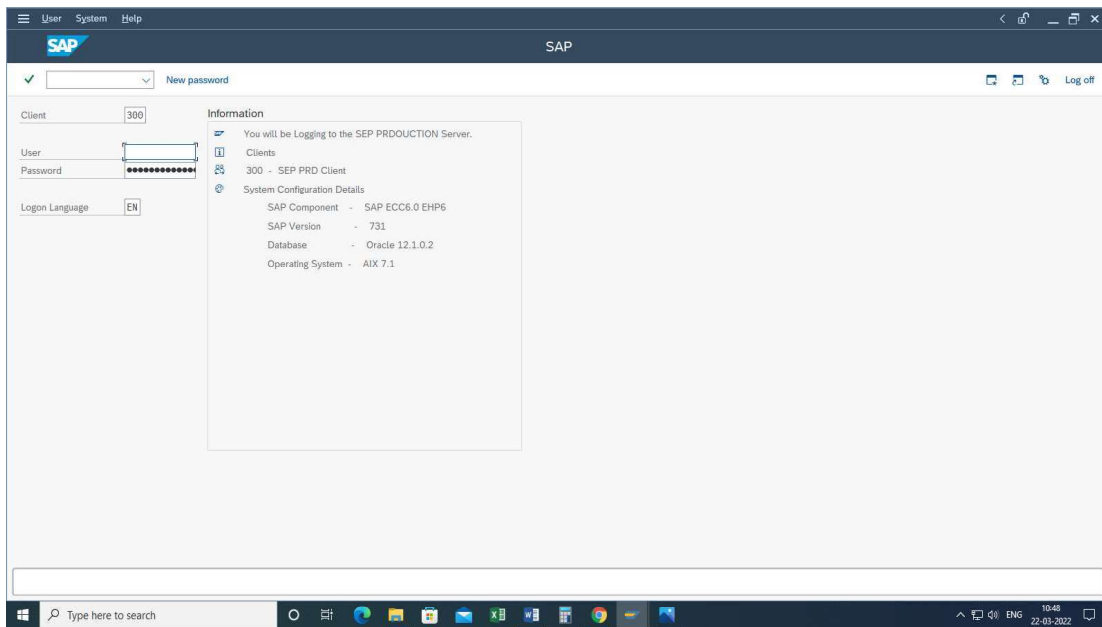 User System Help
SAP SAP
New password Log off
Client 300
Information
You will be Logging to the SEP PRDOUCTION Server.
User
Clients
Password ●●●●●●●●●●●●
300 - SEP PRD Client
System Configuration Details
Logon Language EN
SAP Component - SAP ECC6.0 EHP6
SAP Version - 731
Database - Oracle 12.1.0.2
Operating System - AIX 7.1
Type here to search
ENG
10:48
22-03-2022